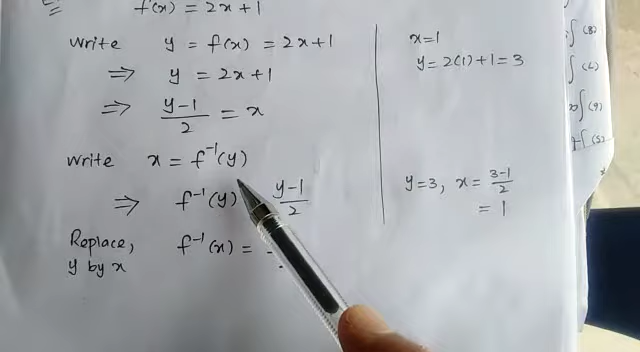 f(x) = 2x+1
Write y = f(x) = 2x+1
⇒ y = 2x+1
⇒ (y-1)/2 = x
Write x = f⁻¹(y)
⇒ f⁻¹(y) (y-1)/2
Replace, f⁻¹(x) =
y by x
x=1
y = 2(1)+1 = 3
y=3, x = (3-1)/2
= 1